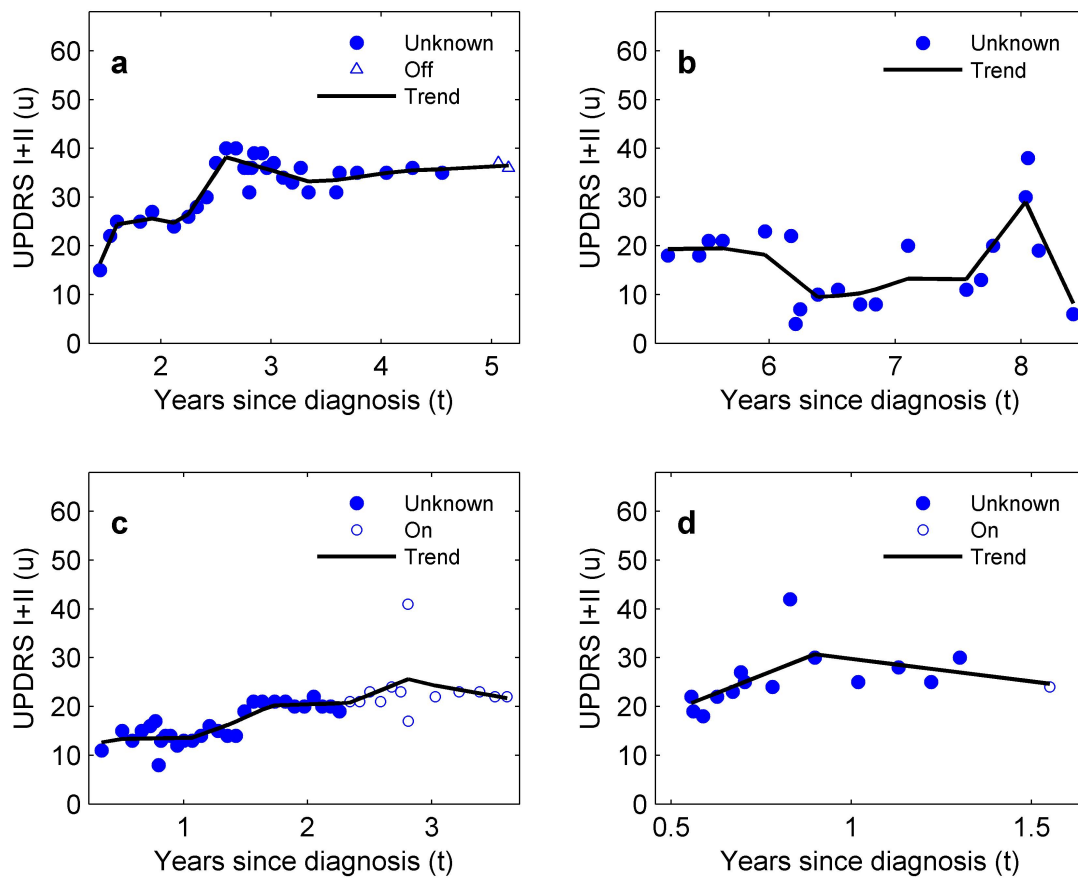 a
Unknown
Off
Trend
UPDRS I+II (u)
60
50
40
30
20
10
0
2
3
4
5
Years since diagnosis (t)
b
Unknown
Trend
UPDRS I+II (u)
60
50
40
30
20
10
0
6
7
8
Years since diagnosis (t)
c
Unknown
On
Trend
UPDRS I+II (u)
60
50
40
30
20
10
0
1
2
3
Years since diagnosis (t)
d
Unknown
On
Trend
UPDRS I+II (u)
60
50
40
30
20
10
0
0.5
1
1.5
Years since diagnosis (t)